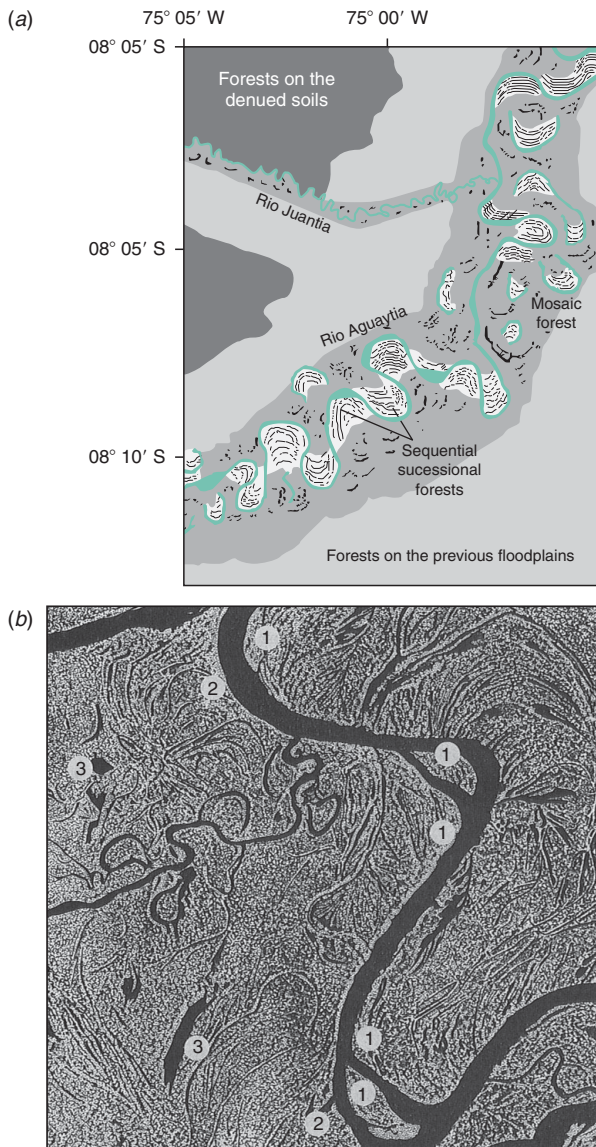 (a)
75° 05′ W
75° 00′ W
08° 05′ S
Forests on the
denued soils
Rio Juantia
08° 05′ S
Mosaic
forest
Rio Aguaytia
Sequential
sucessional
forests
08° 10′ S
Forests on the previous floodplains
(b)
1
2
3
1
1
3
1
1
2